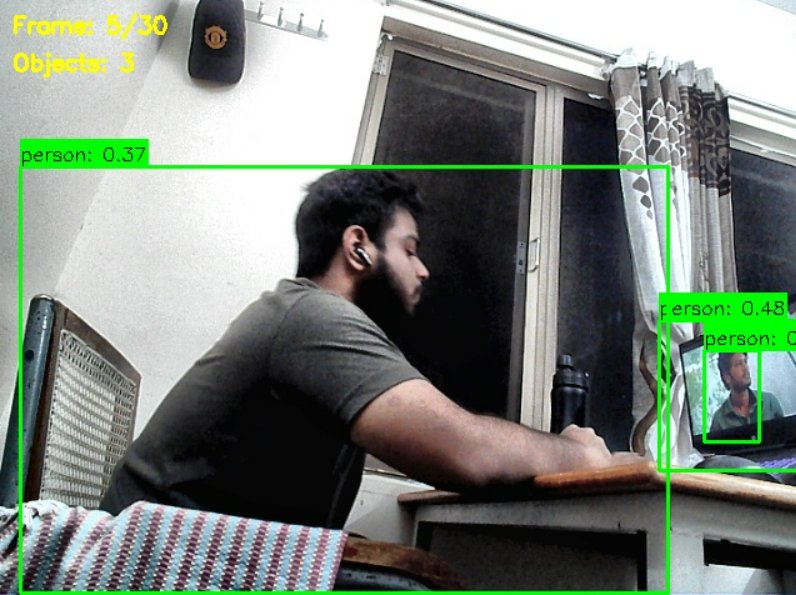 Frame: 5/30
Objects: 3
person: 0.37
person: 0.48
person: 0